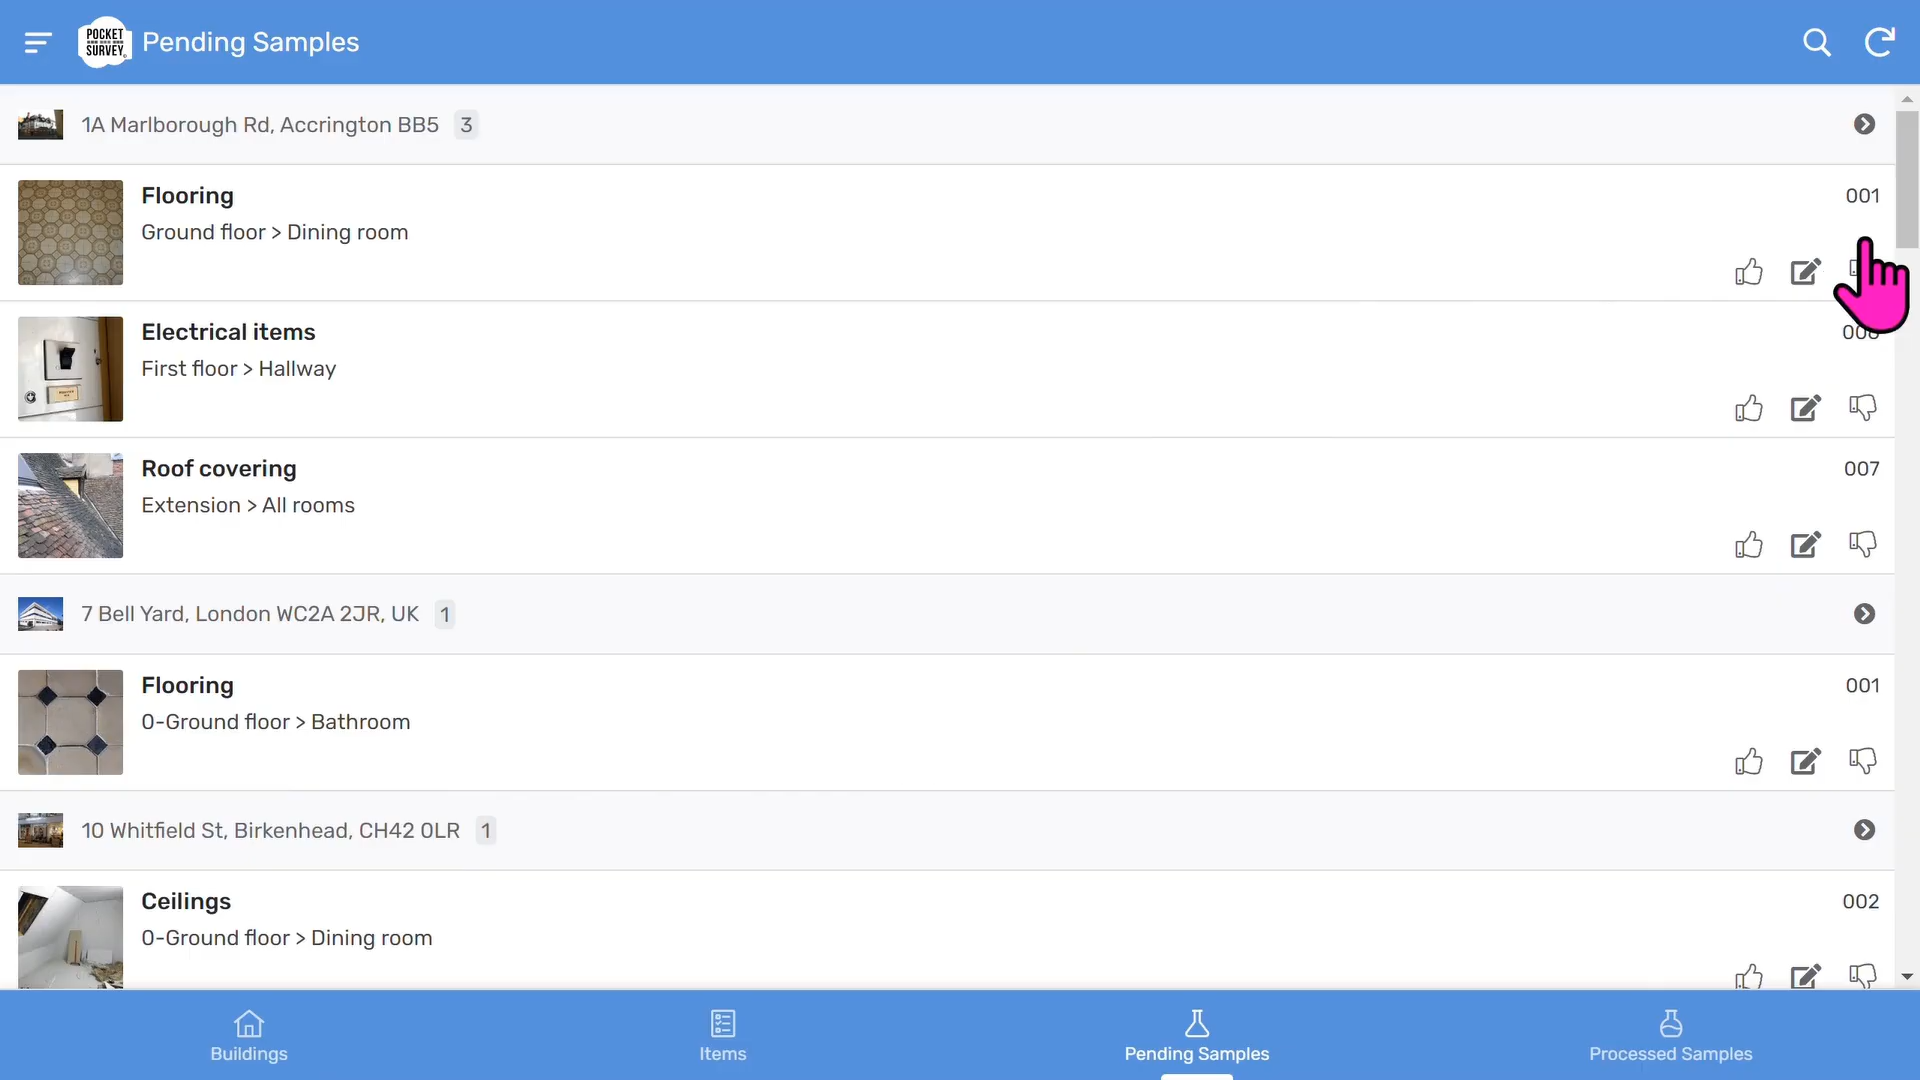 POCKET
SURVEY
Pending Samples
1A Marlborough Rd, Accrington BB5 3
Flooring 001
Ground floor > Dining room
Electrical items
First floor > Hallway
Roof covering 007
Extension > All rooms
7 Bell Yard, London WC2A 2JR, UK 1
Flooring 001
0-Ground floor > Bathroom
10 Whitfield St, Birkenhead, CH42 0LR 1
Ceilings 002
0-Ground floor > Dining room
Buildings Items Pending Samples Processed Samples